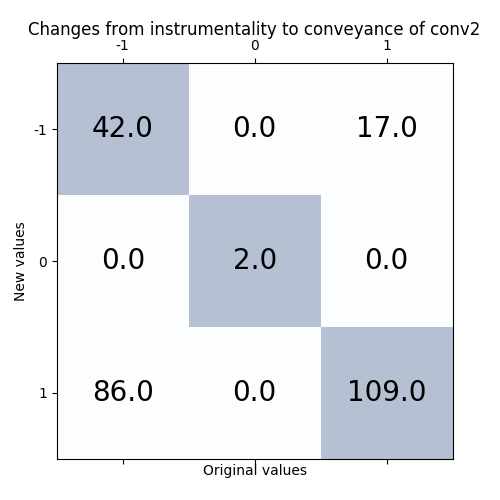 Changes from instrumentality to conveyance of conv2
-1 0 1
-1 42.0 0.0 17.0
0 0.0 2.0 0.0
1 86.0 0.0 109.0
New values
Original values